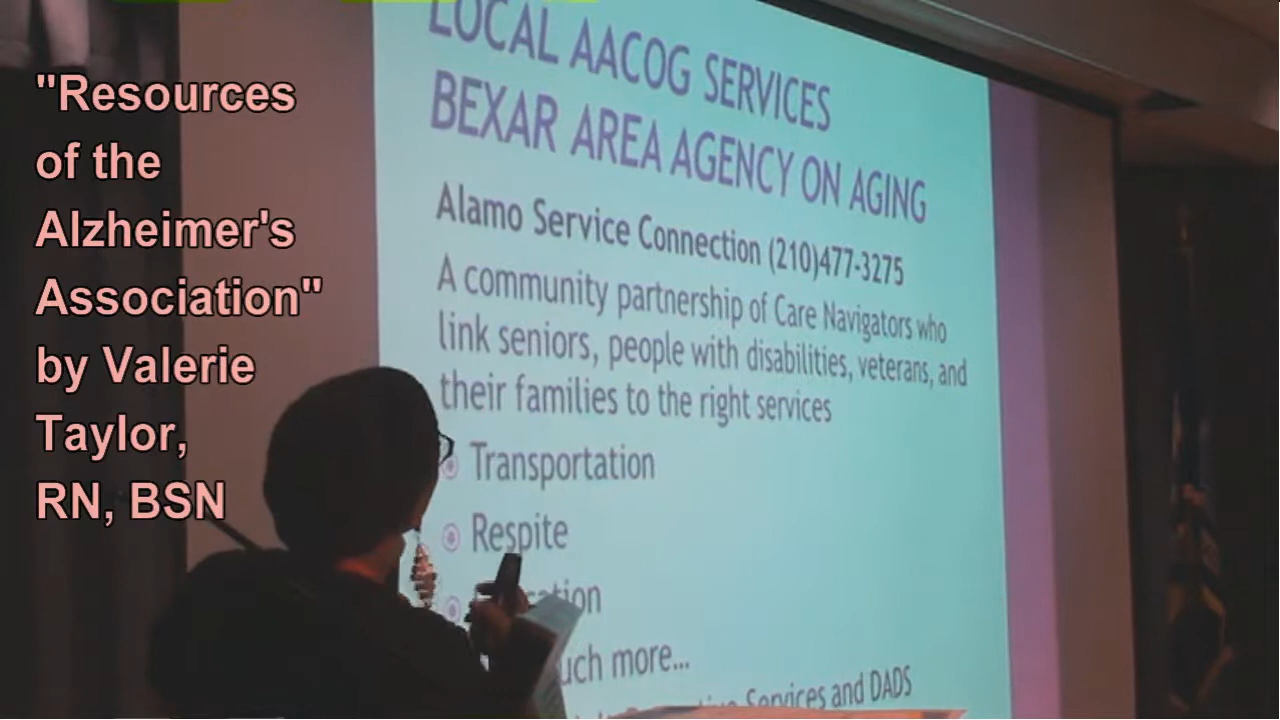 "Resources
of the
Alzheimer's
Association"
by Valerie
Taylor,
RN, BSN
LOCAL AACOG SERVICES
BEXAR AREA AGENCY ON AGING
Alamo Service Connection (210)477-3275
A community partnership of Care Navigators who
link seniors, people with disabilities, veterans, and
their families to the right services
Transportation
Respite
more...
Services and DADS